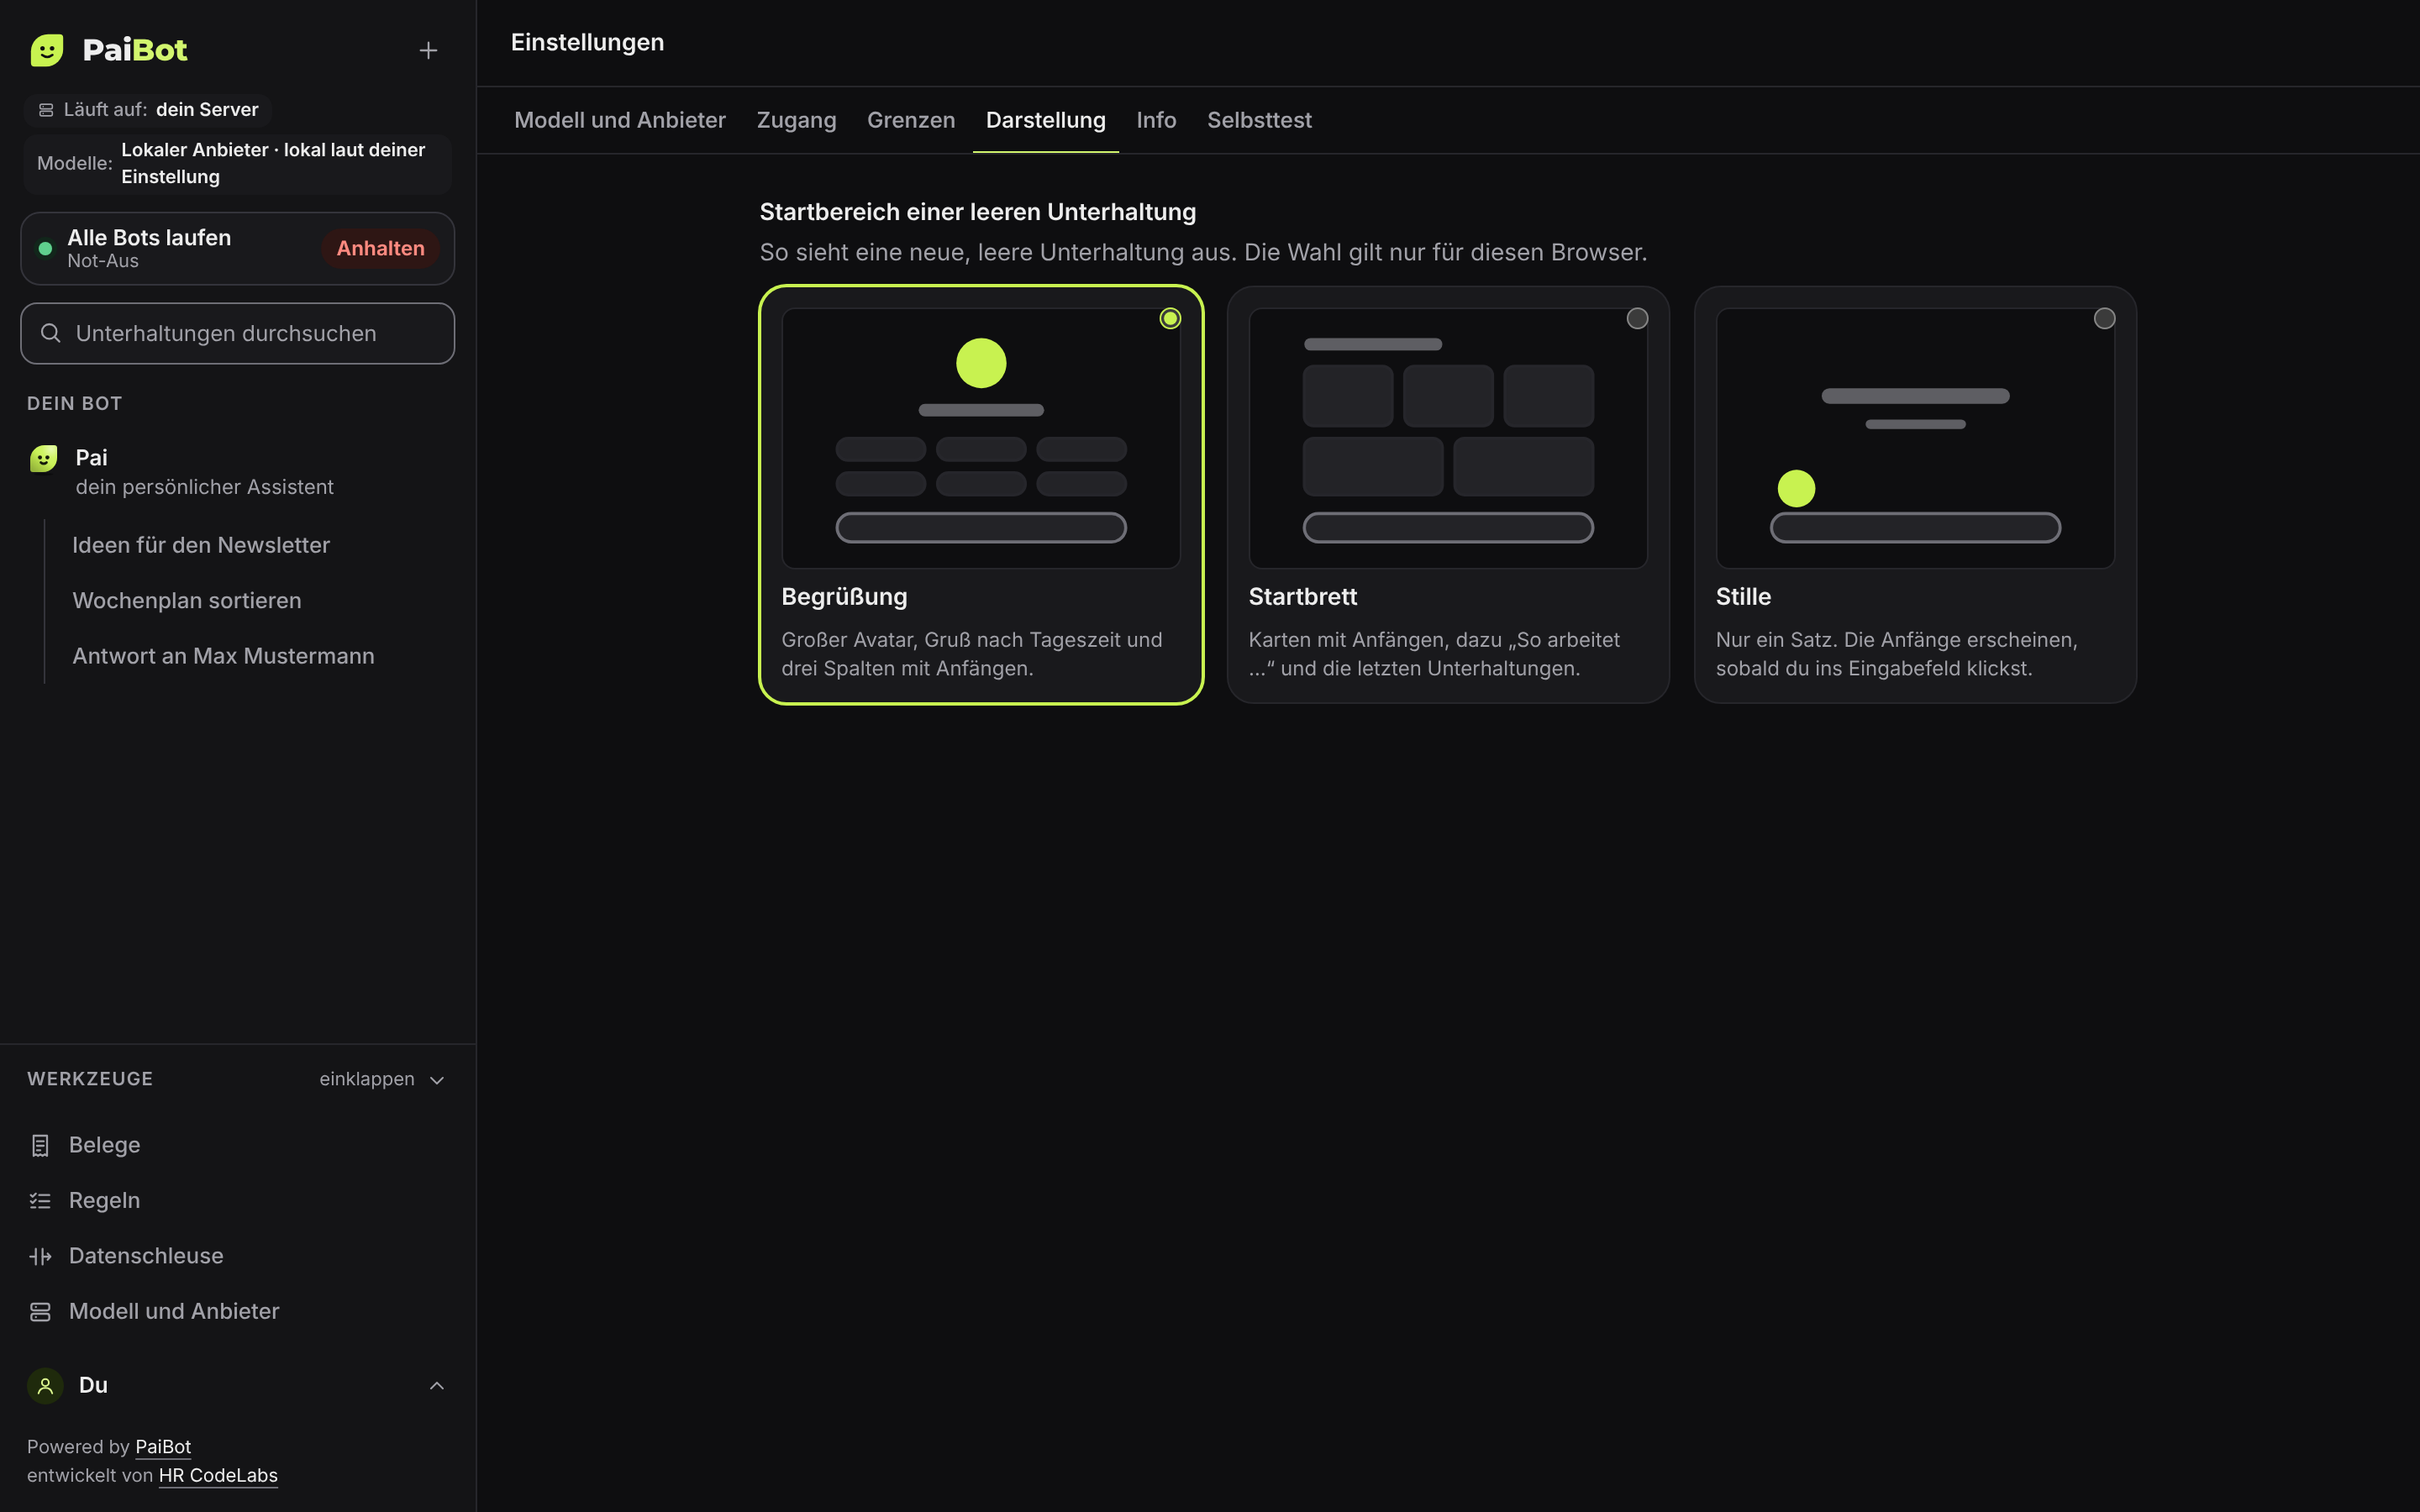 PaiBot
Läuft auf: dein Server
Modelle: Lokaler Anbieter · lokal laut deiner
Einstellung
Alle Bots laufen
Not-Aus
Anhalten
Unterhaltungen durchsuchen
DEIN BOT
Pai
dein persönlicher Assistent
Ideen für den Newsletter
Wochenplan sortieren
Antwort an Max Mustermann
WERKZEUGE
einklappen
Belege
Regeln
Datenschleuse
Modell und Anbieter
Du
Powered by PaiBot
entwickelt von HR CodeLabs
Einstellungen
Modell und Anbieter Zugang Grenzen Darstellung Info Selbsttest
Startbereich einer leeren Unterhaltung
So sieht eine neue, leere Unterhaltung aus. Die Wahl gilt nur für diesen Browser.
Begrüßung
Großer Avatar, Gruß nach Tageszeit und
drei Spalten mit Anfängen.
Startbrett
Karten mit Anfängen, dazu „So arbeitet
…“ und die letzten Unterhaltungen.
Stille
Nur ein Satz. Die Anfänge erscheinen,
sobald du ins Eingabefeld klickst.